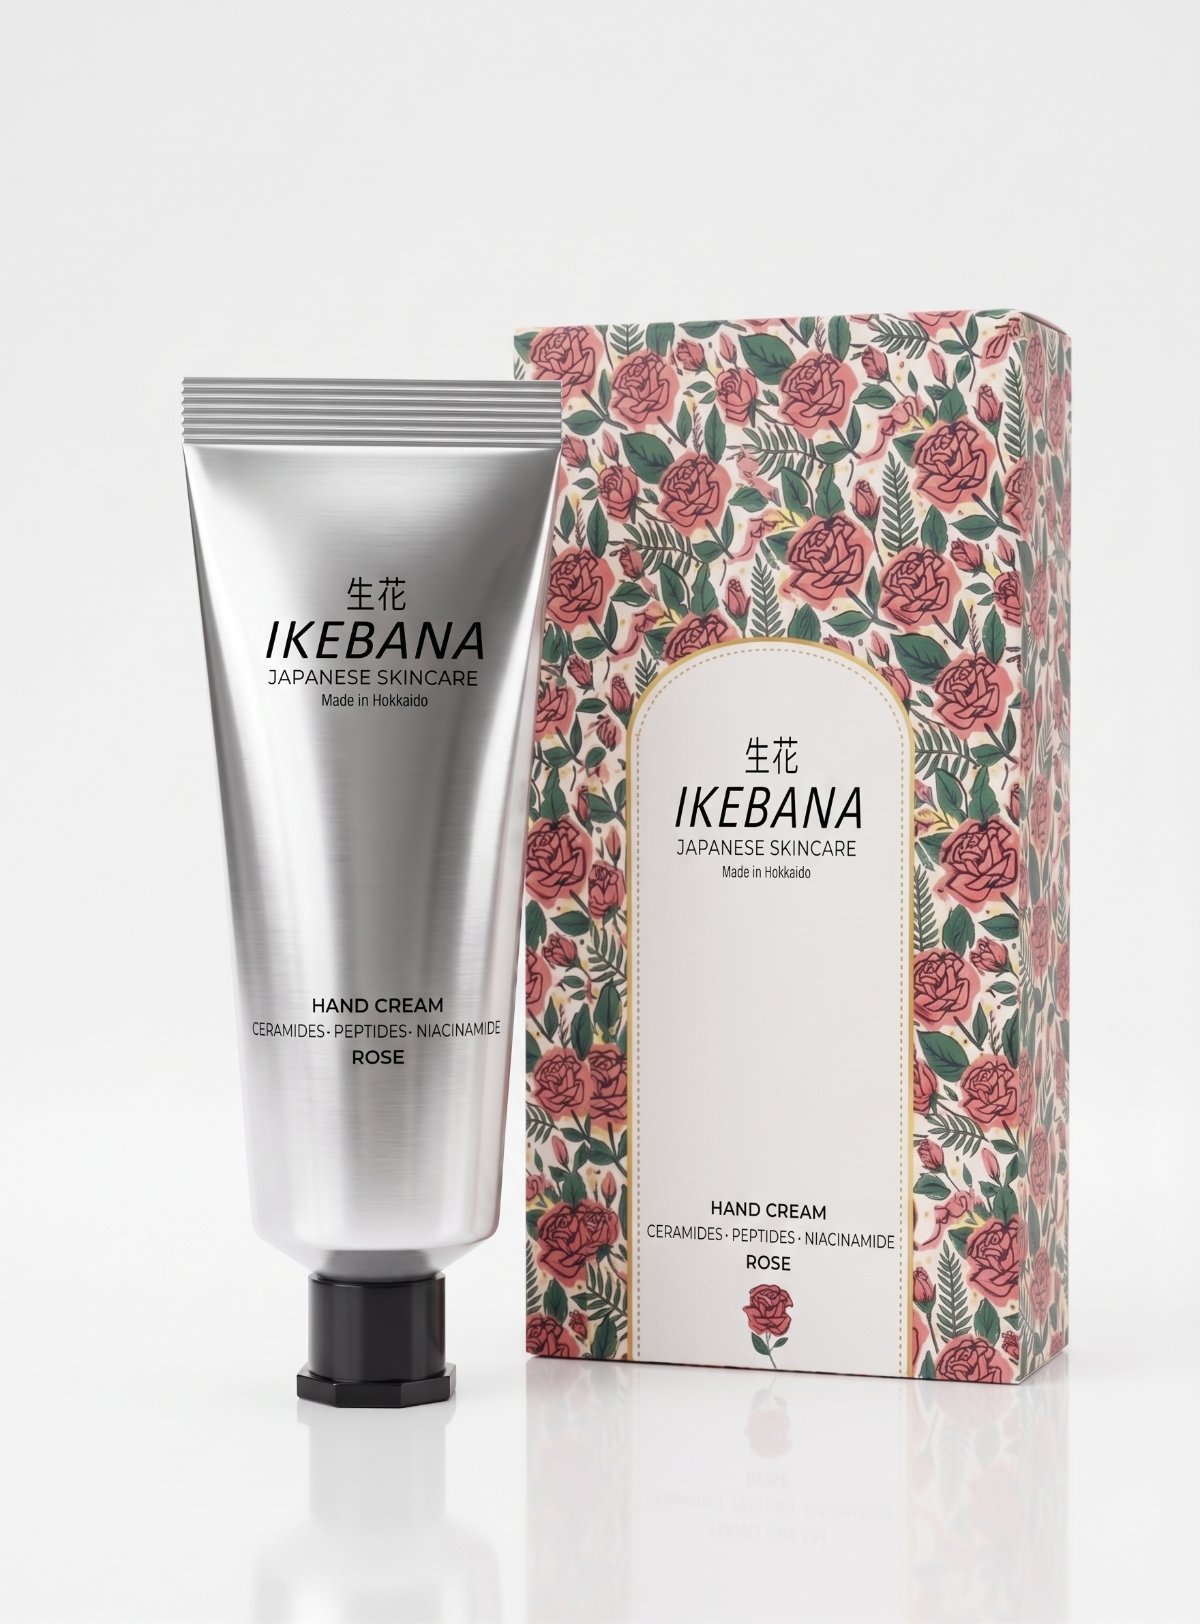 生花
IKEBANA
JAPANESE SKINCARE
Made in Hokkaido
HAND CREAM
CERAMIDES· PEPTIDES· NIACINAMIDE
ROSE
生花
IKEBANA
JAPANESE SKINCARE
Made in Hokkaido
HAND CREAM
CERAMIDES· PEPTIDES· NIACINAMIDE
ROSE